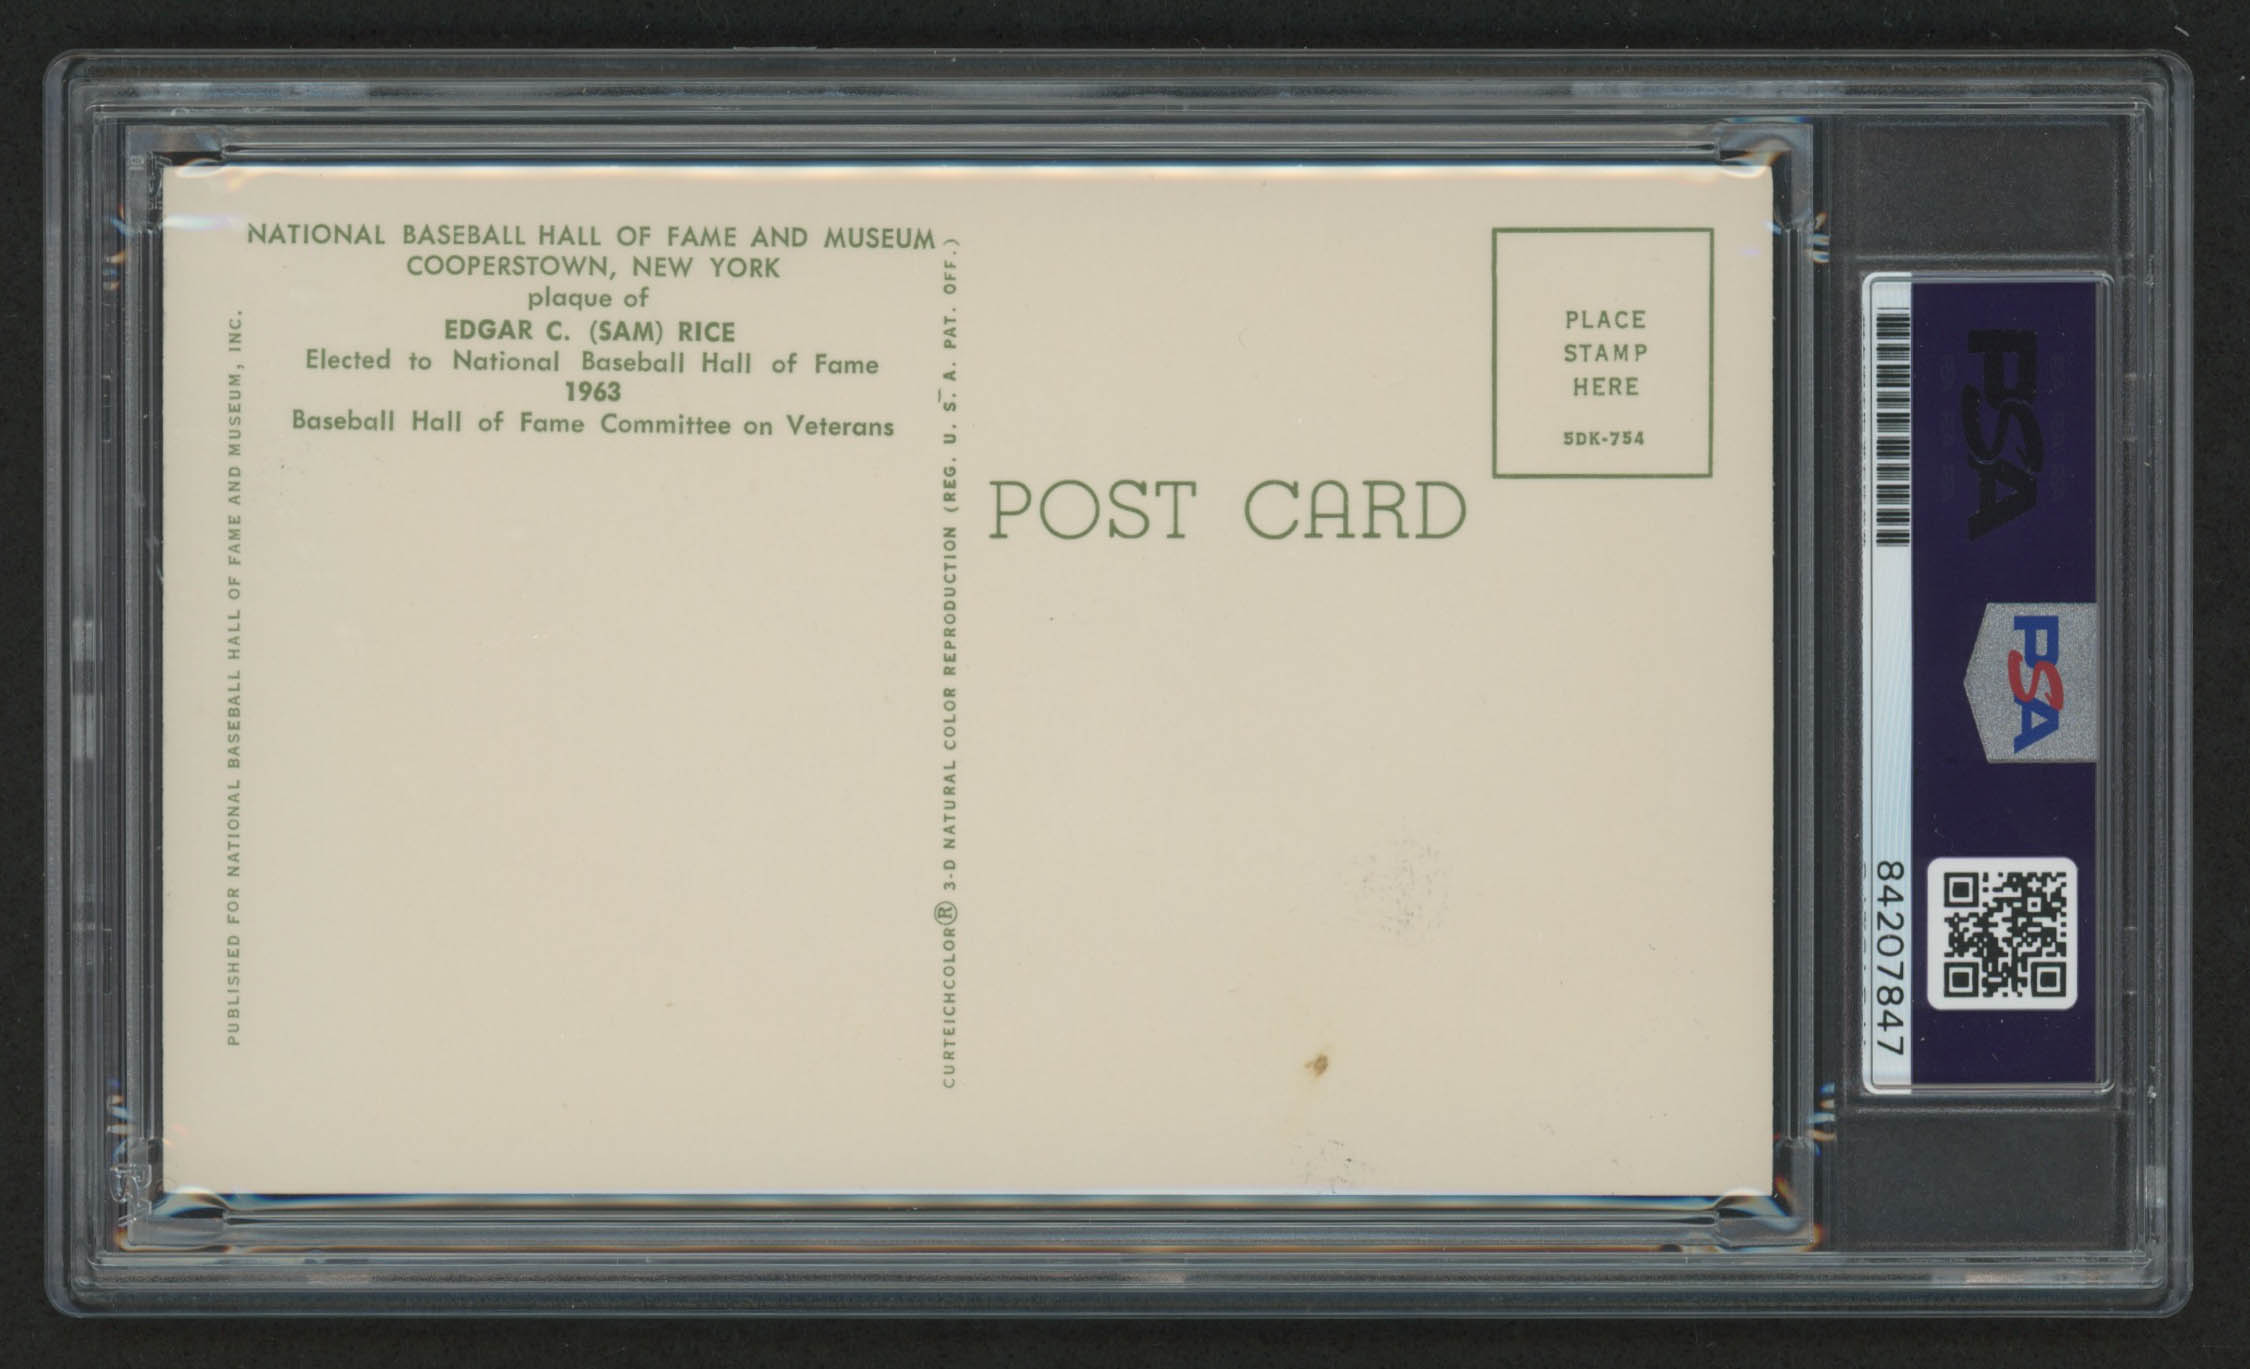 NATIONAL BASEBALL HALL OF FAME AND MUSEUM
COOPERSTOWN, NEW YORK
plaque of
EDGAR C. (SAM) RICE
Elected to National Baseball Hall of Fame
1963
Baseball Hall of Fame Committee on Veterans
PUBLISHED FOR NATIONAL BASEBALL HALL OF FAME AND MUSEUM, INC.
CURTEICHCOLOR® 3-D NATURAL COLOR REPRODUCTION (REG. U. S. A. PAT. OFF.)
POST CARD
PLACE
STAMP
HERE
5DK-754
PSA
PSA
84207847